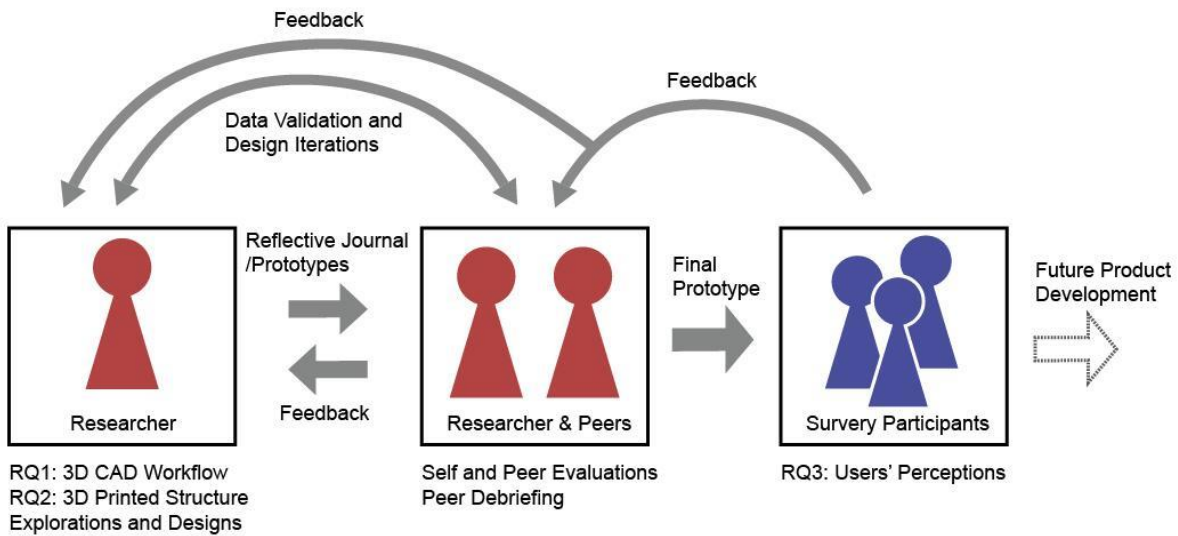 Feedback
Feedback
Data Validation and
Design Iterations
Reflective Journal
/Prototypes
Feedback
Final
Prototype
Future Product
Development
Researcher
Researcher & Peers
Survery Participants
RQ1: 3D CAD Workflow
RQ2: 3D Printed Structure
Explorations and Designs
Self and Peer Evaluations
Peer Debriefing
RQ3: Users’ Perceptions